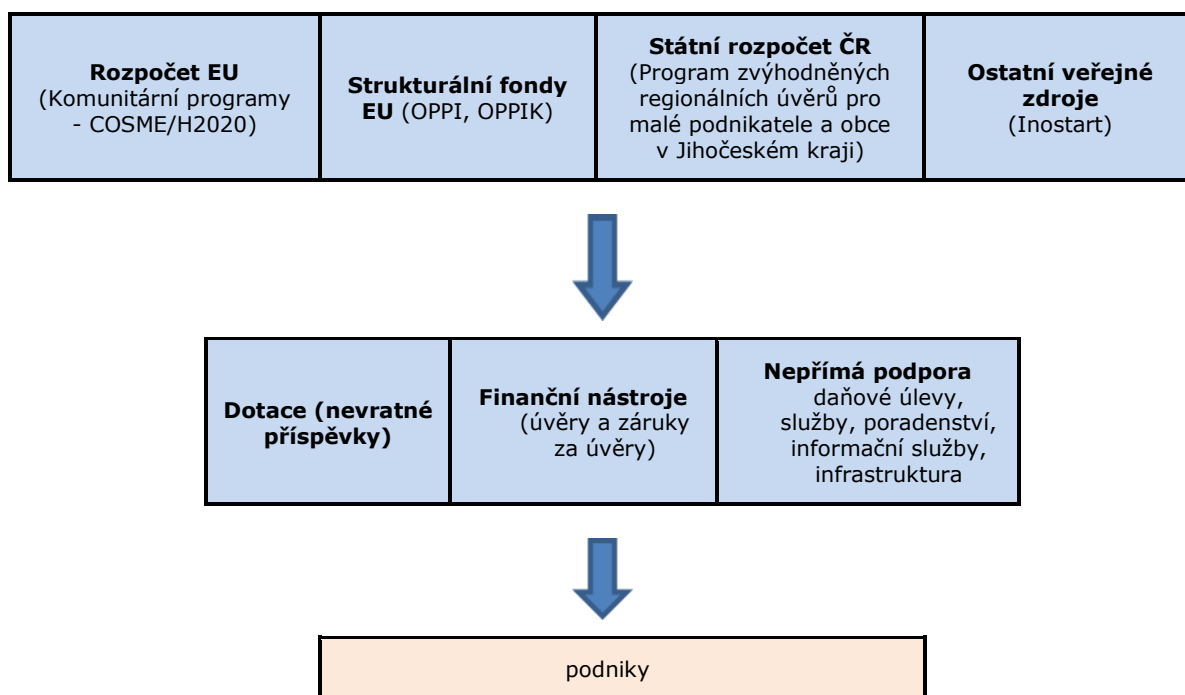 Rozpočet EU
(Komunitární programy
- COSME/H2020)
Strukturální fondy
EU (OPPI, OPPIK)
Státní rozpočet ČR
(Program zvýhodněných
regionálních úvěrů pro
malé podnikatele a obce
v Jihočeském kraji)
Ostatní veřejné
zdroje
(Inostart)
Dotace (nevratné
příspěvky)
Finanční nástroje
(úvěry a záruky
za úvěry)
Nepřímá podpora
daňové úlevy,
služby, poradenství,
informační služby,
infrastruktura
podniky